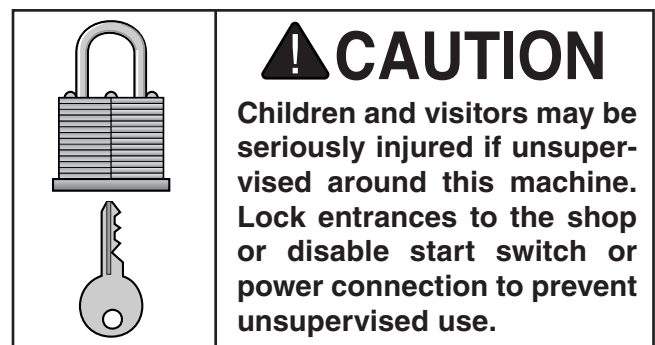 CAUTION
Children and visitors may be
seriously injured if unsuper-
vised around this machine.
Lock entrances to the shop
or disable start switch or
power connection to prevent
unsupervised use.